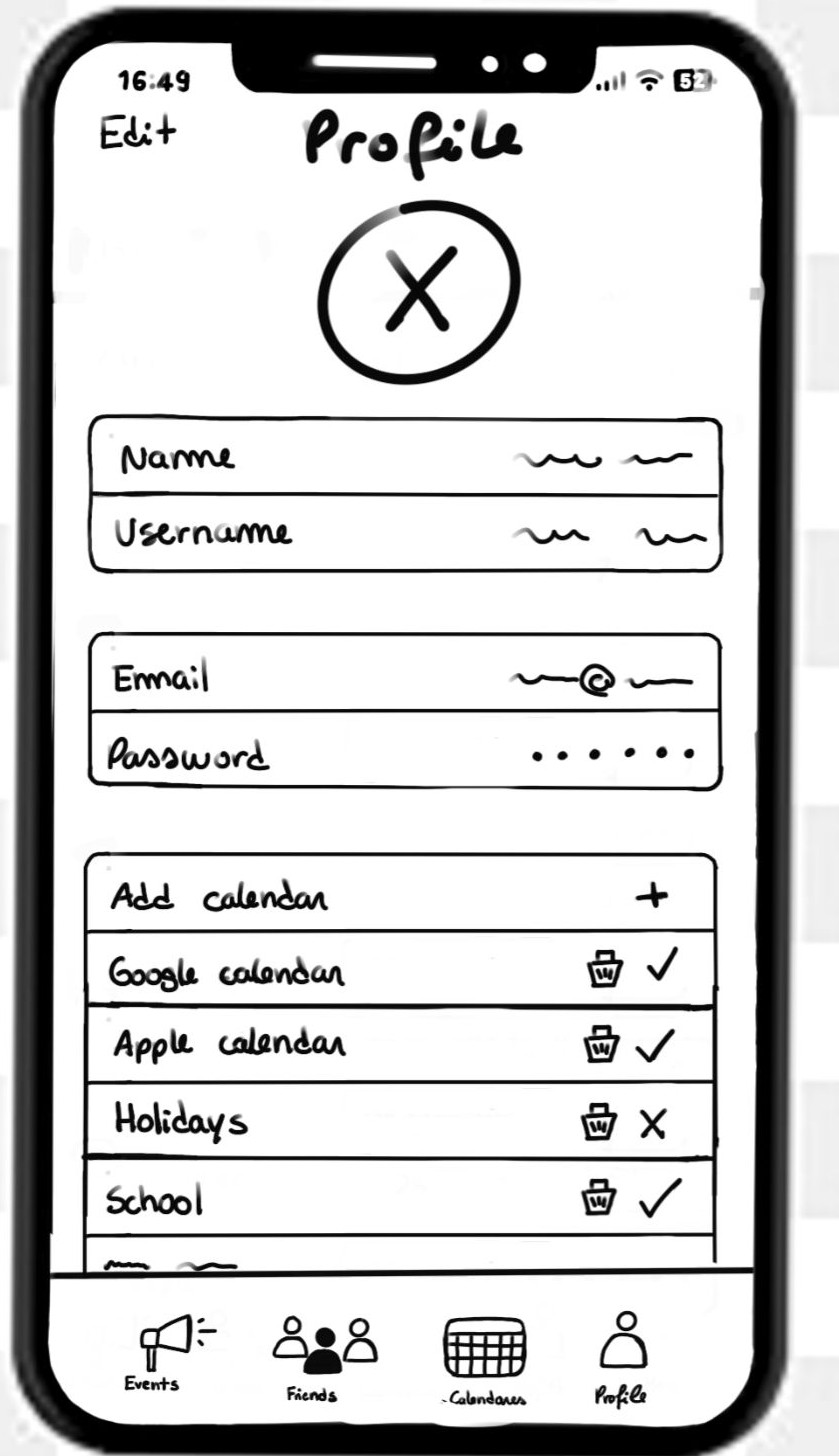 16:49 52
Edit Profile
X
Name
Username
Email @
Password ......
Add calendar +
Google calendar ✓
Apple calendar ✓
Holidays X
School ✓
Events Friends Calendares Profile